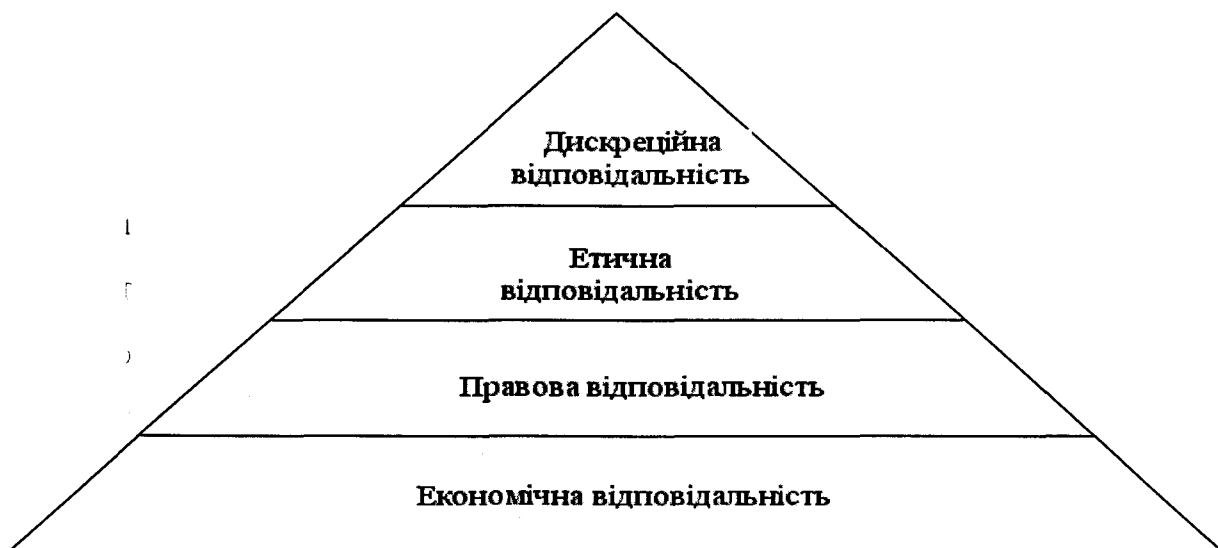 Дискреційна
відповідальність
Етична
відповідальність
Правова відповідальність
Економічна відповідальність